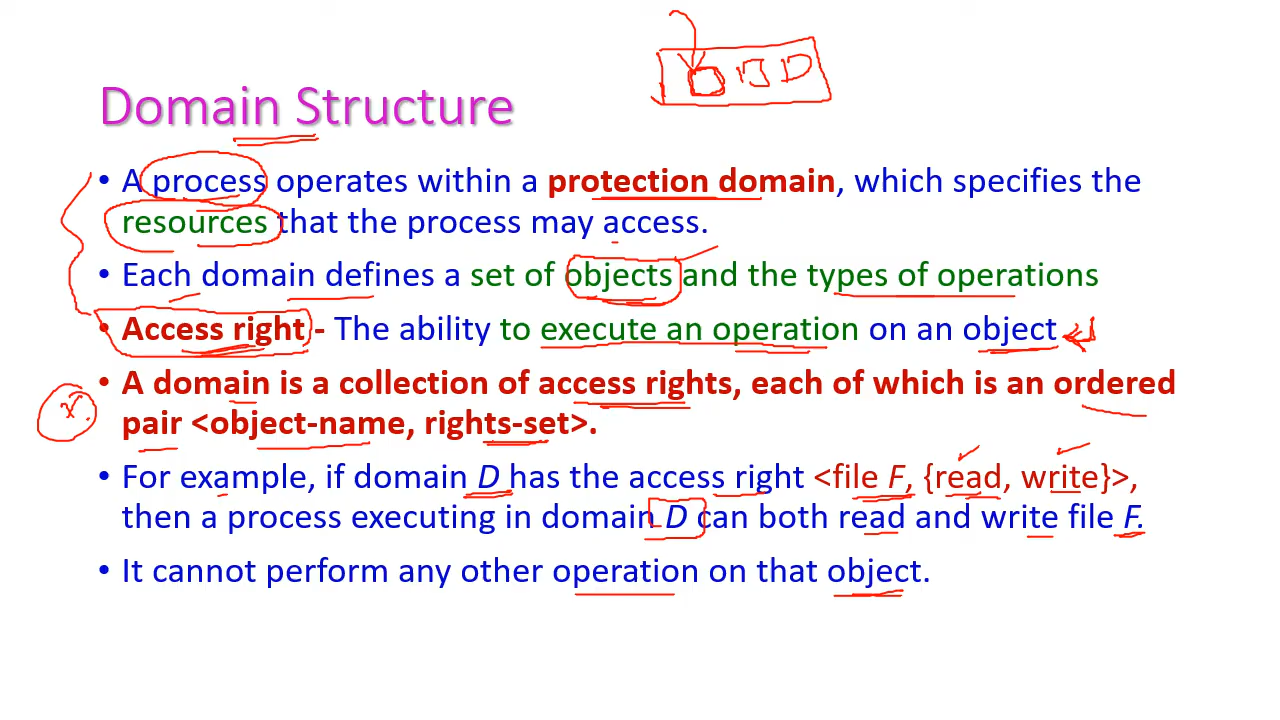 Domain Structure
• A process operates within a protection domain, which specifies the
resources that the process may access.
• Each domain defines a set of objects and the types of operations
• Access right - The ability to execute an operation on an object
• A domain is a collection of access rights, each of which is an ordered
pair <object-name, rights-set>.
• For example, if domain D has the access right <file F, {read, write}>,
then a process executing in domain D can both read and write file F.
• It cannot perform any other operation on that object.